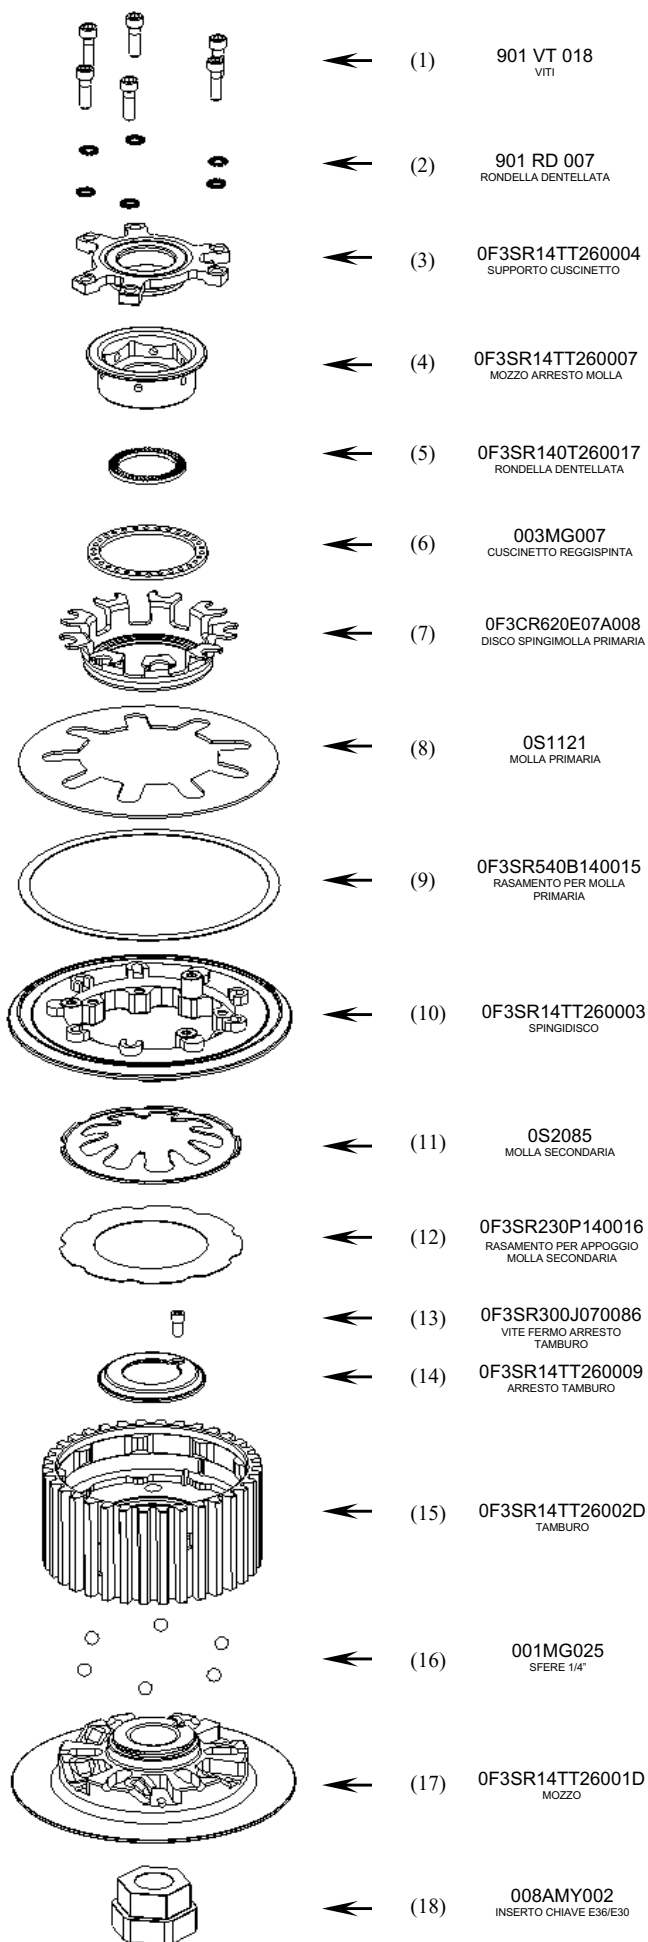 (1) 901 VT 018
VITI
(2) 901 RD 007
RONDELLA DENTELLATA
(3) 0F3SR14TT260004
SUPPORTO CUSCINETTO
(4) 0F3SR14TT260007
MOZZO ARRESTO MOLLA
(5) 0F3SR140T260017
RONDELLA DENTELLATA
(6) 003MG007
CUSCINETTO REGGISPINTA
(7) 0F3CR620E07A008
DISCO SPINGIMOLLA PRIMARIA
(8) 0S1121
MOLLA PRIMARIA
(9) 0F3SR540B140015
RASAMENTO PER MOLLA
PRIMARIA
(10) 0F3SR14TT260003
SPINGIDISCO
(11) 0S2085
MOLLA SECONDARIA
(12) 0F3SR230P140016
RASAMENTO PER APPOGGIO
MOLLA SECONDARIA
(13) 0F3SR300J070086
VITE FERMO ARRESTO
TAMBURO
(14) 0F3SR14TT260009
ARRESTO TAMBURO
(15) 0F3SR14TT26002D
TAMBURO
(16) 001MG025
SFERE 1/4"
(17) 0F3SR14TT26001D
MOZZO
(18) 008AMY002
INSERTO CHIAVE E36/E30